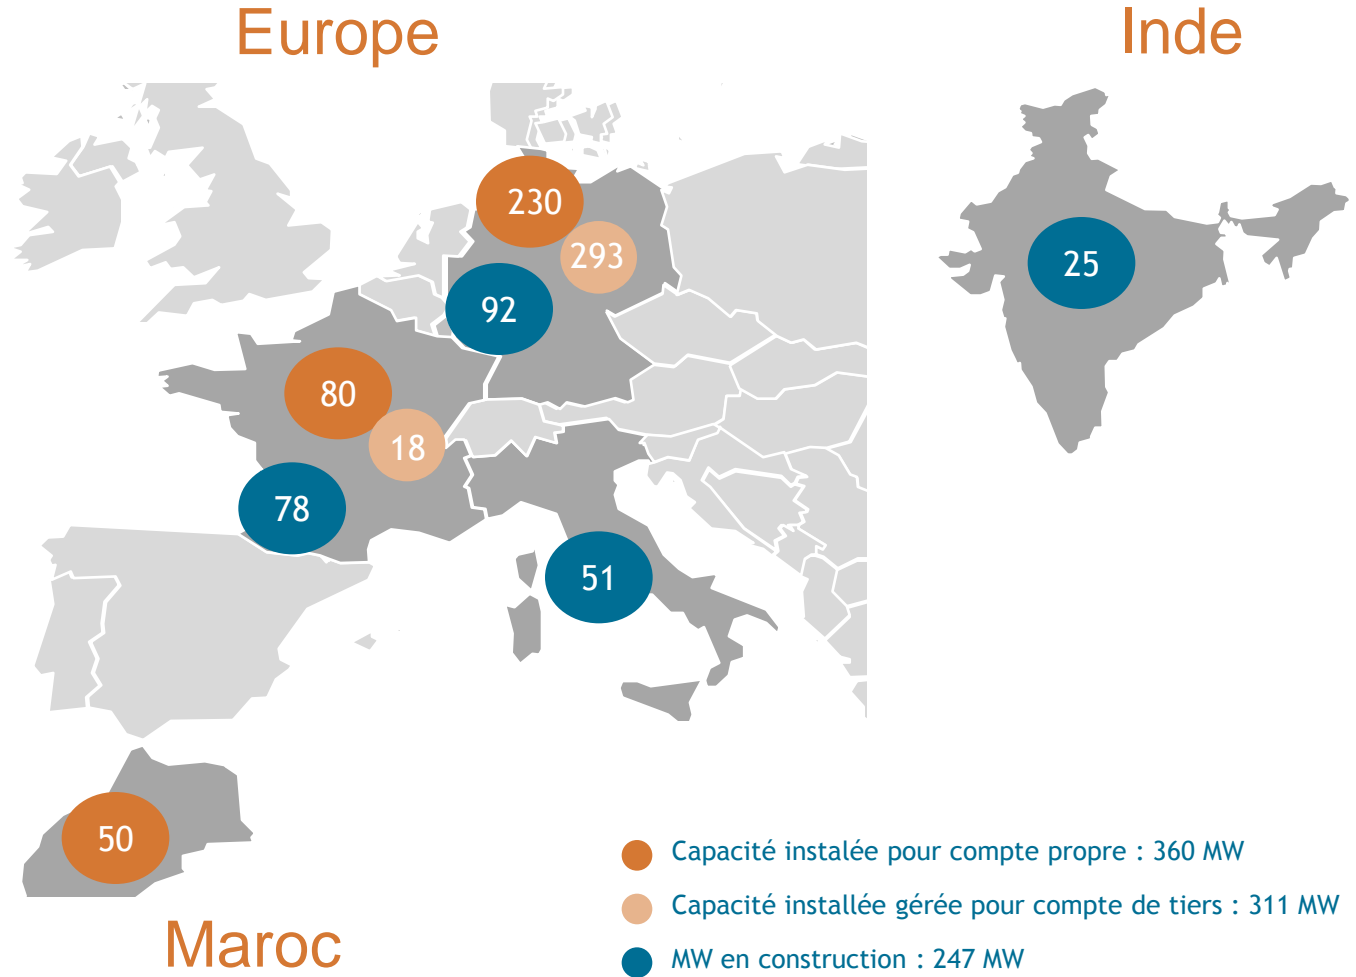 Europe
Inde
230
293
92
25
80
18
78
51
50
Maroc
Capacité instalée pour compte propre : 360 MW
Capacité installée gérée pour compte de tiers : 311 MW
MW en construction : 247 MW